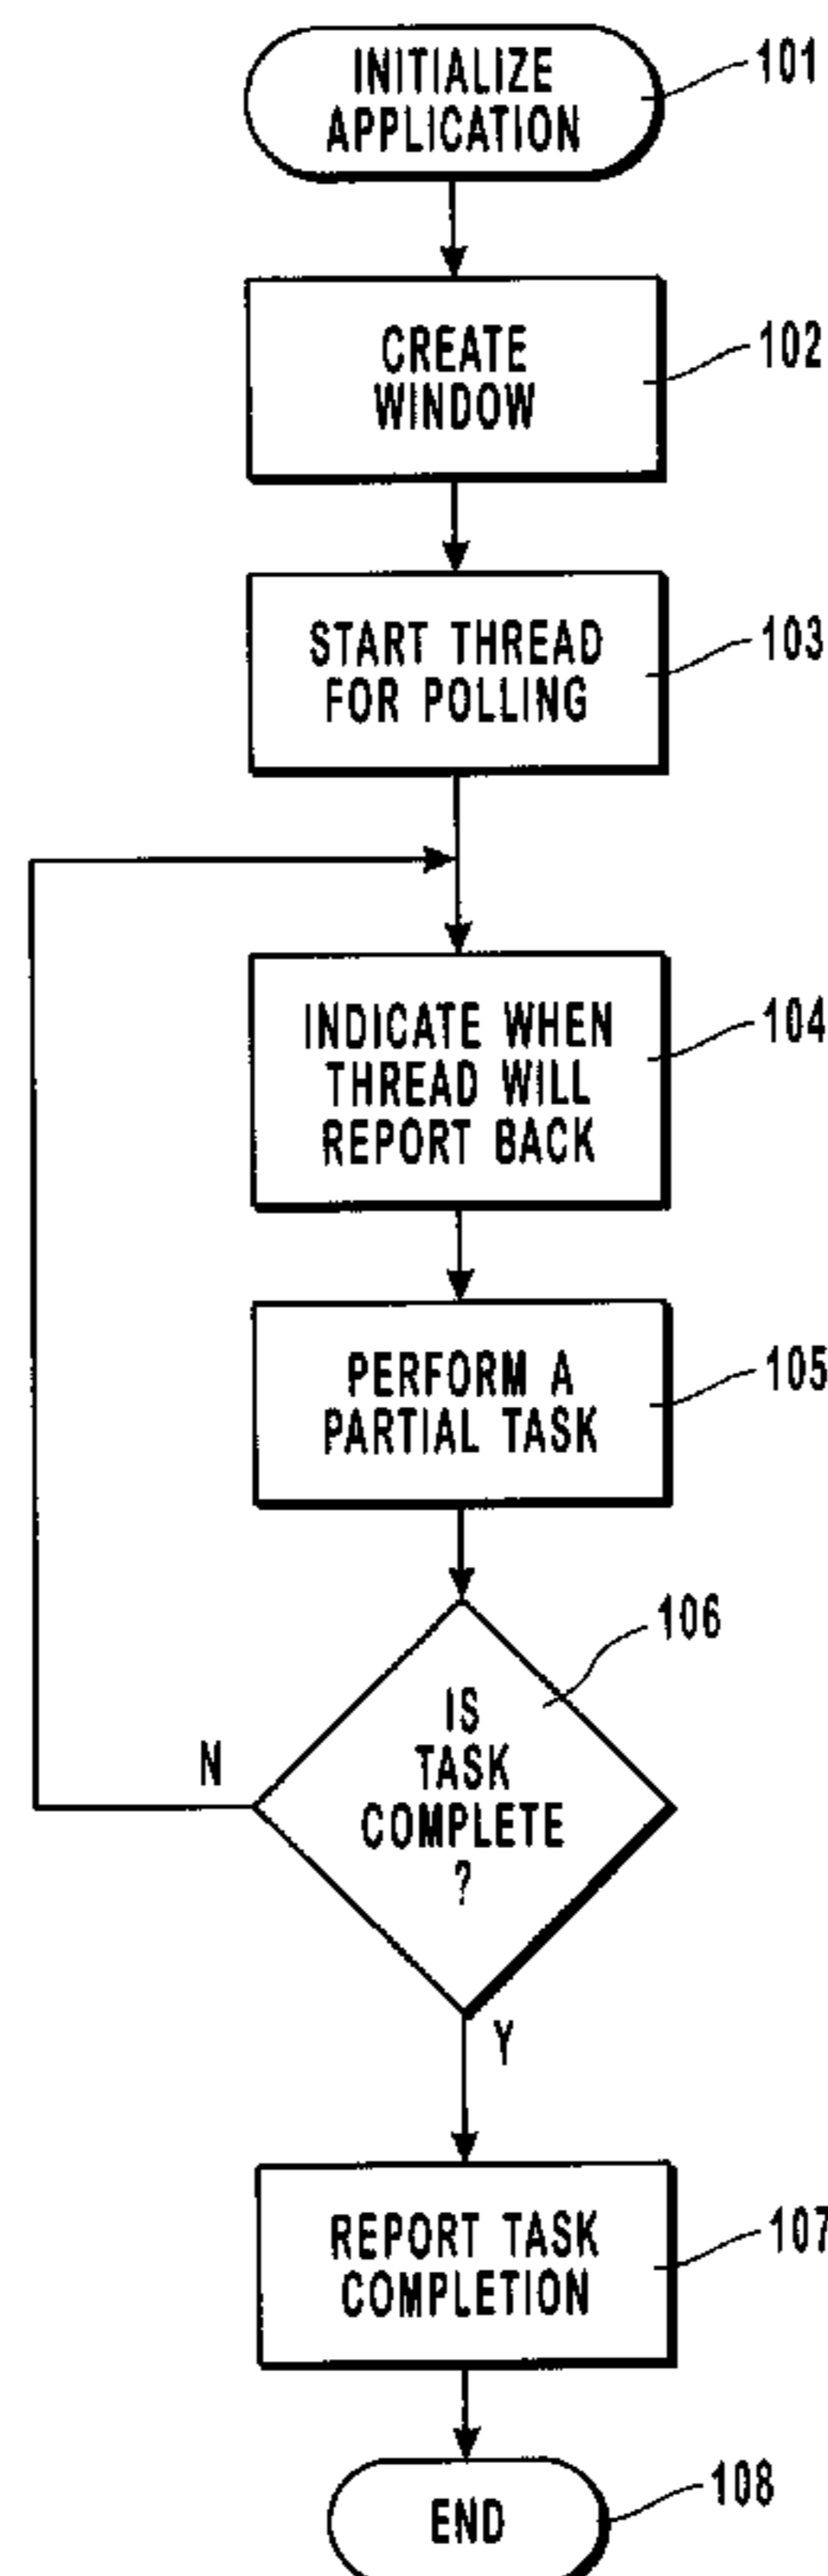 INITIALIZE
APPLICATION
101
CREATE
WINDOW
102
START THREAD
FOR POLLING
103
INDICATE WHEN
THREAD WILL
REPORT BACK
104
PERFORM A
PARTIAL TASK
105
IS
TASK
COMPLETE
?
106
N
Y
REPORT TASK
COMPLETION
107
END
108